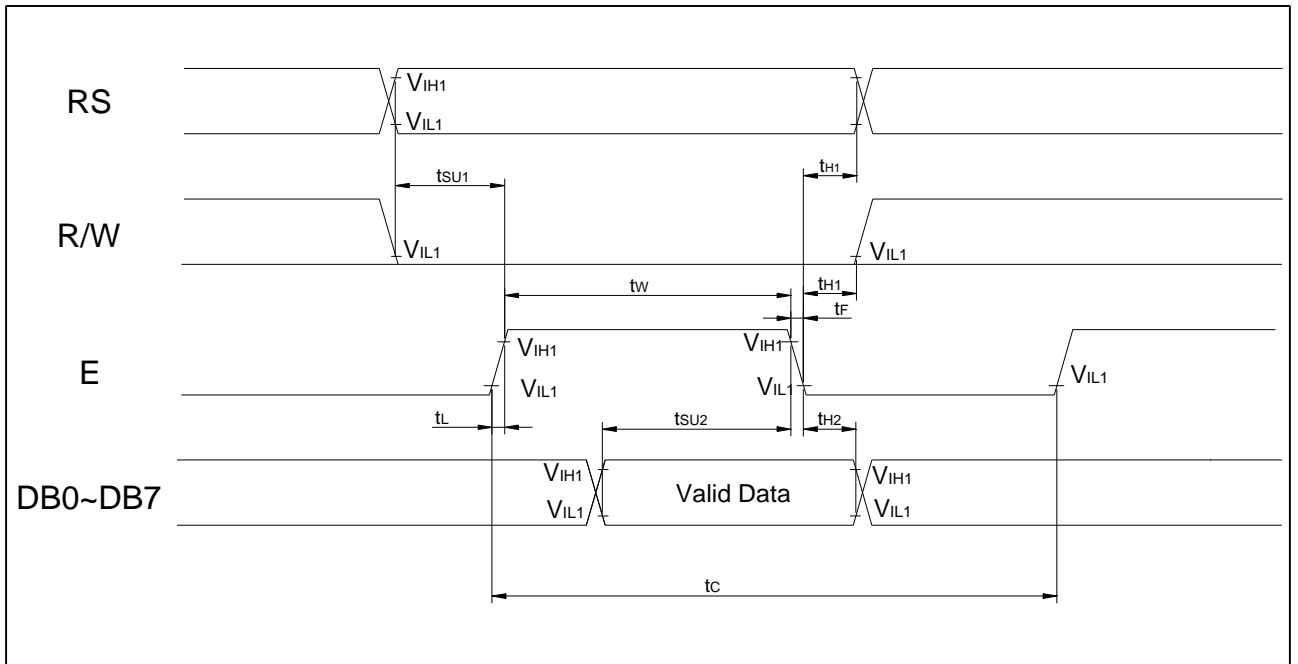 RS
VIH1
VIL1
tSU1
tH1
R/W
VIL1
VIL1
tW
tH1
tF
E
VIH1
VIH1
VIL1
VIL1
VIL1
tL
tSU2
tH2
DB0~DB7
VIH1
Valid Data
VIH1
VIL1
VIL1
tC